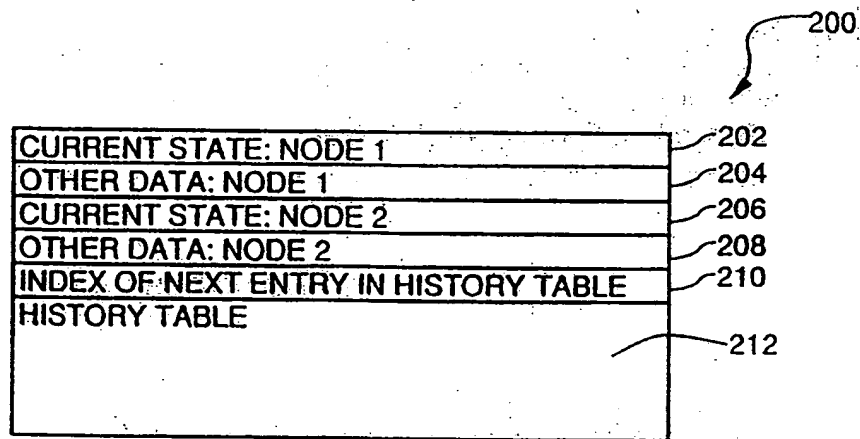 200
CURRENT STATE: NODE 1
202
OTHER DATA: NODE 1
204
CURRENT STATE: NODE 2
206
OTHER DATA: NODE 2
208
INDEX OF NEXT ENTRY IN HISTORY TABLE
210
HISTORY TABLE
212